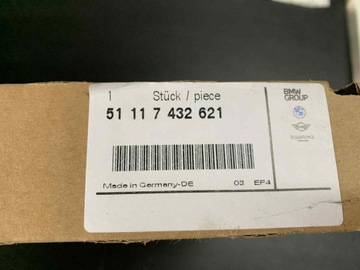 1 Stück / piece
51 11 7 432 621
Made in Germany-DE 03 EF4
BMW
GROUP